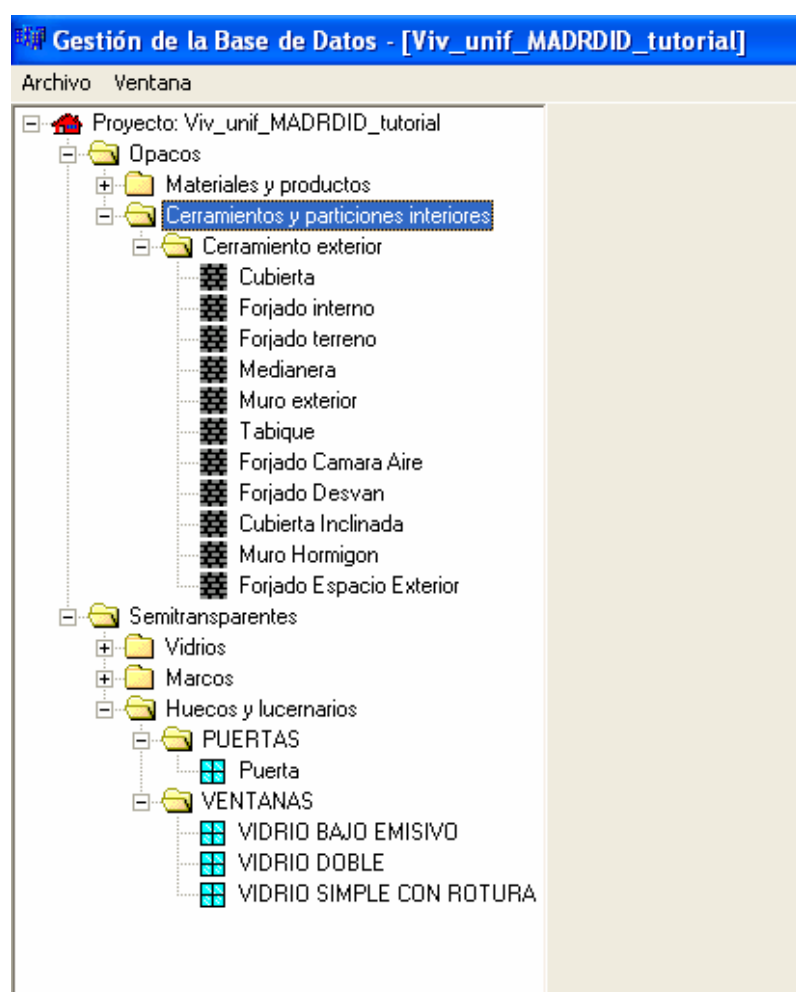 Gestión de la Base de Datos - [Viv_unif_MADRDID_tutorial]
Archivo Ventana
Proyecto: Viv_unif_MADRDID_tutorial
Opacos
Materiales y productos
Cerramientos y particiones interiores
Cerramiento exterior
Cubierta
Forjado interno
Forjado terreno
Medianera
Muro exterior
Tabique
Forjado Camara Aire
Forjado Desvan
Cubierta Inclinada
Muro Hormigon
Forjado Espacio Exterior
Semitransparentes
Vidrios
Marcos
Huecos y lucernarios
PUERTAS
Puerta
VENTANAS
VIDRIO BAJO EMISIVO
VIDRIO DOBLE
VIDRIO SIMPLE CON ROTURA